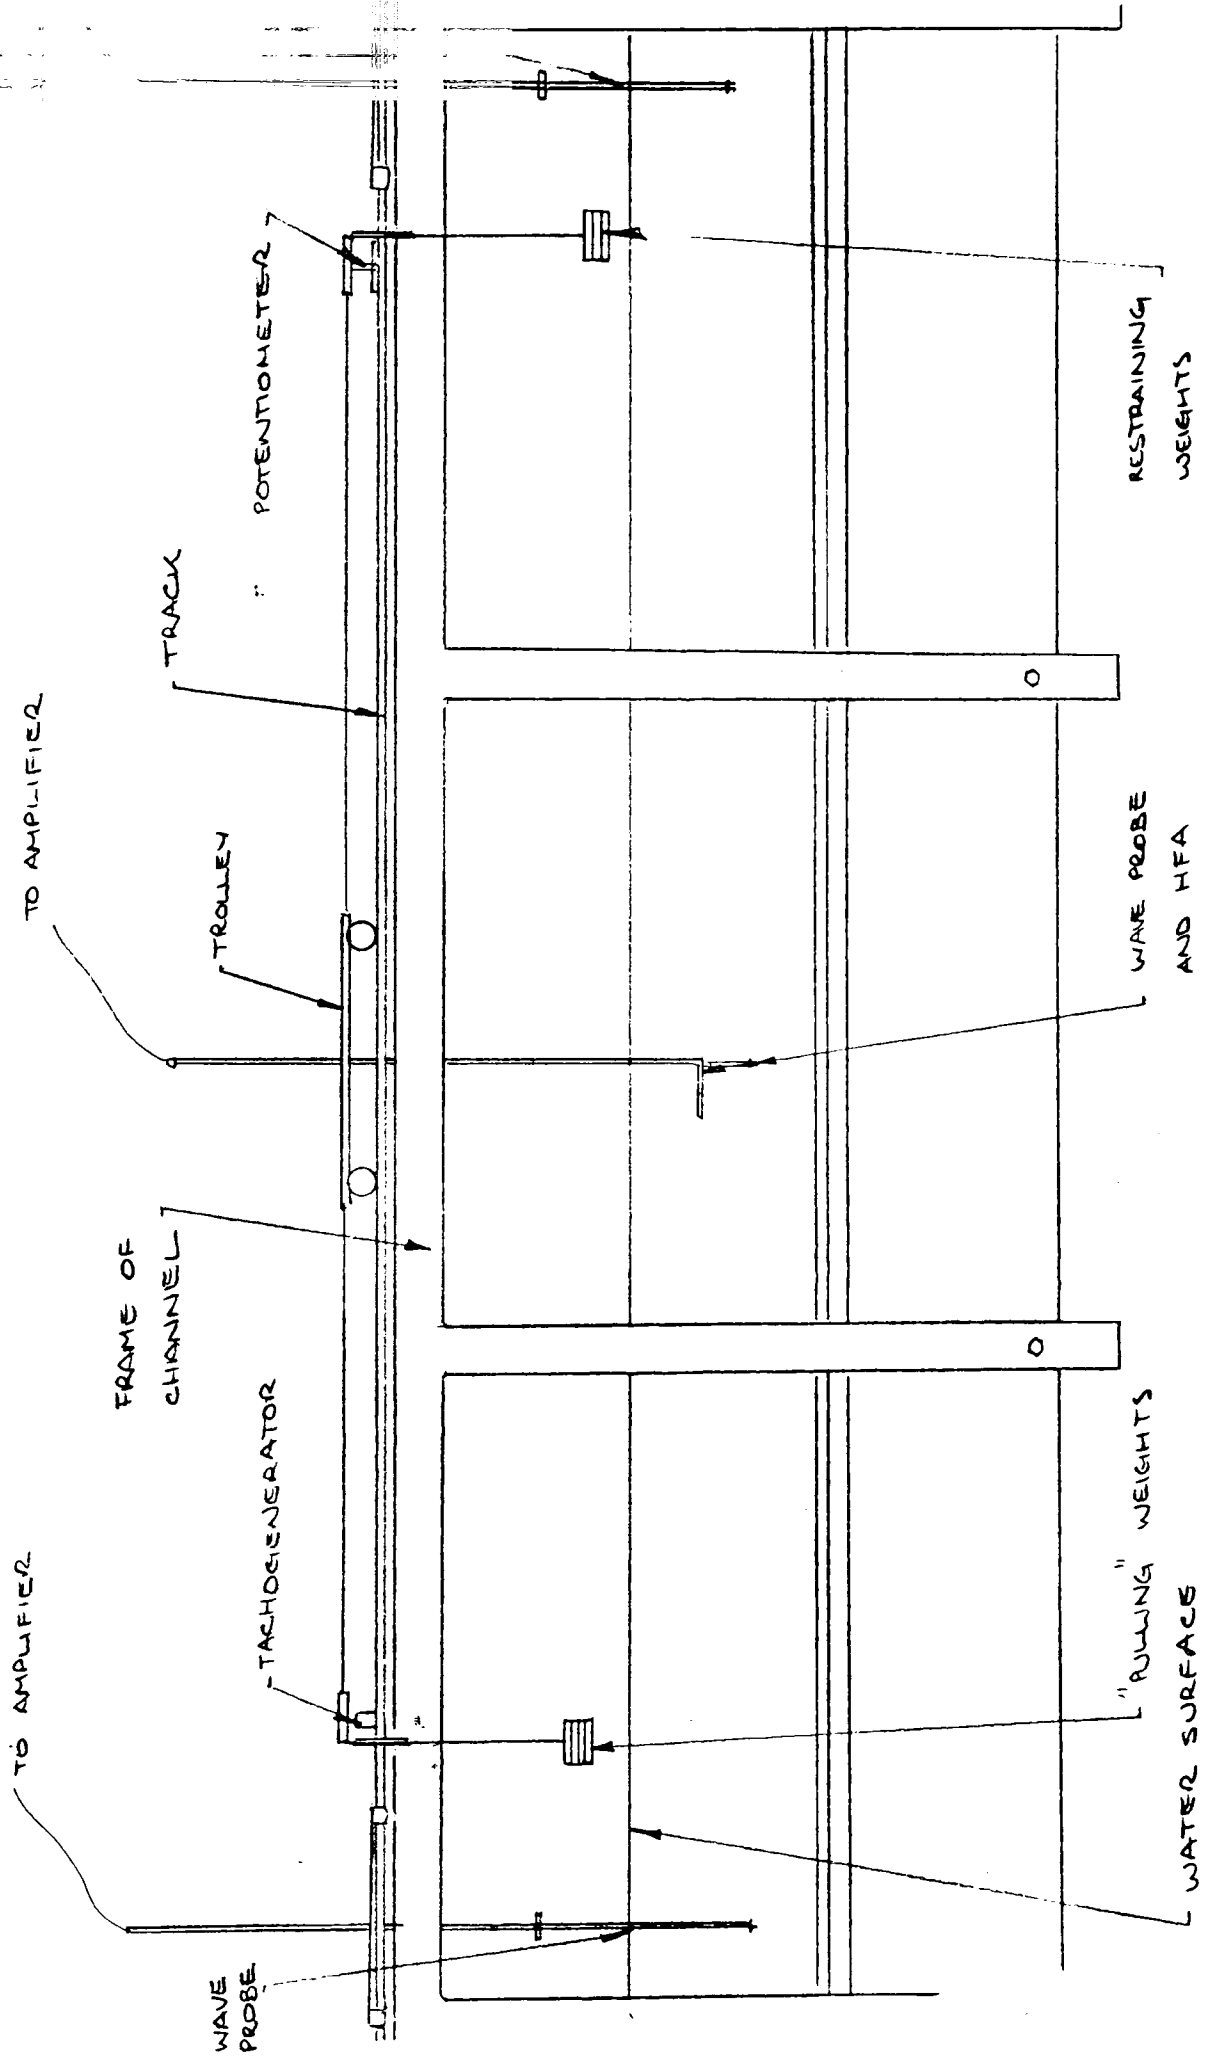 TO AMPLIFIER
TO AMPLIFIER
WAVE
PROBE
TACHOGENERATOR
FRAME OF
CHANNEL
TROLLEY
TRACK
POTENTIOMETER
WATER SURFACE
"PULLING" WEIGHTS
WAVE PROBE
AND HFA
RESTRAINING
WEIGHTS